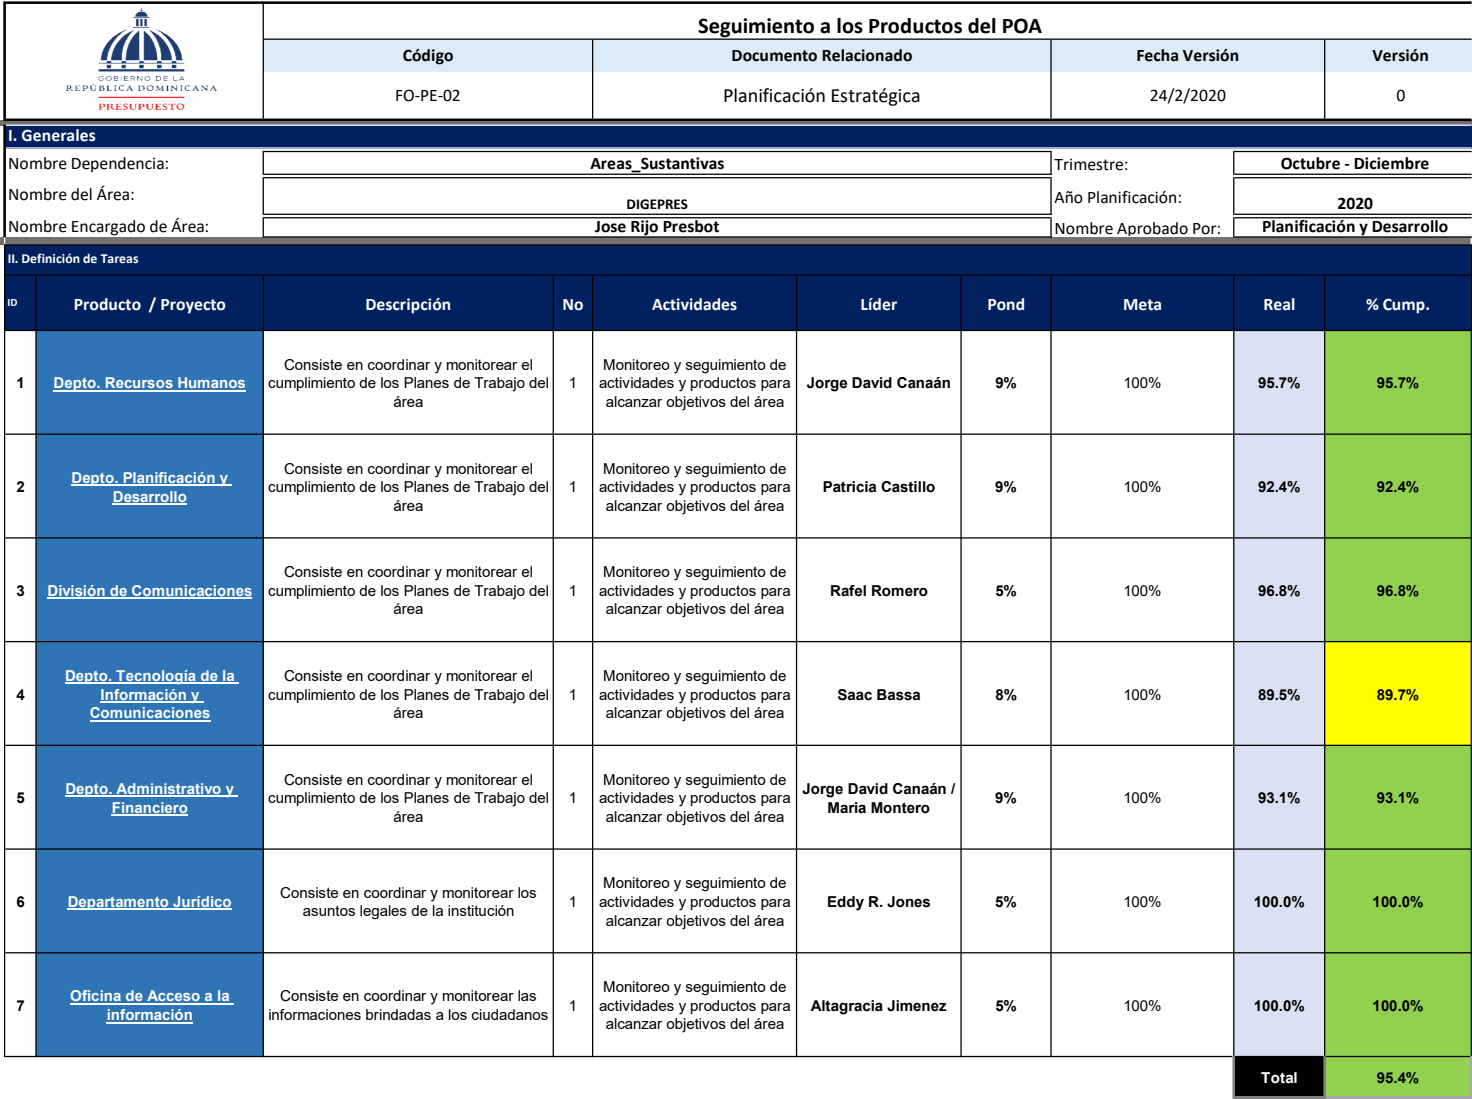 GOBIERNO DE LA
REPÚBLICA DOMINICANA
PRESUPUESTO
Seguimiento a los Productos del POA
Código
Documento Relacionado
Fecha Versión
Versión
FO-PE-02
Planificación Estratégica
24/2/2020
0
I. Generales
Nombre Dependencia:
Areas_Sustantivas
Trimestre:
Octubre - Diciembre
Nombre del Área:
DIGEPRES
Año Planificación:
2020
Nombre Encargado de Área:
Jose Rijo Presbot
Nombre Aprobado Por:
Planificación y Desarrollo
II. Definición de Tareas
ID
Producto / Proyecto
Descripción
No
Actividades
Líder
Pond
Meta
Real
% Cump.
1
Depto. Recursos Humanos
Consiste en coordinar y monitorear el
cumplimiento de los Planes de Trabajo del
área
1
Monitoreo y seguimiento de
actividades y productos para
alcanzar objetivos del área
Jorge David Canaán
9%
100%
95.7%
95.7%
2
Depto. Planificación y
Desarrollo
Consiste en coordinar y monitorear el
cumplimiento de los Planes de Trabajo del
área
1
Monitoreo y seguimiento de
actividades y productos para
alcanzar objetivos del área
Patricia Castillo
9%
100%
92.4%
92.4%
3
División de Comunicaciones
Consiste en coordinar y monitorear el
cumplimiento de los Planes de Trabajo del
área
1
Monitoreo y seguimiento de
actividades y productos para
alcanzar objetivos del área
Rafel Romero
5%
100%
96.8%
96.8%
4
Depto. Tecnología de la
Información y
Comunicaciones
Consiste en coordinar y monitorear el
cumplimiento de los Planes de Trabajo del
área
1
Monitoreo y seguimiento de
actividades y productos para
alcanzar objetivos del área
Saac Bassa
8%
100%
89.5%
89.7%
5
Depto. Administrativo y
Financiero
Consiste en coordinar y monitorear el
cumplimiento de los Planes de Trabajo del
área
1
Monitoreo y seguimiento de
actividades y productos para
alcanzar objetivos del área
Jorge David Canaán /
Maria Montero
9%
100%
93.1%
93.1%
6
Departamento Jurídico
Consiste en coordinar y monitorear los
asuntos legales de la institución
1
Monitoreo y seguimiento de
actividades y productos para
alcanzar objetivos del área
Eddy R. Jones
5%
100%
100.0%
100.0%
7
Oficina de Acceso a la
información
Consiste en coordinar y monitorear las
informaciones brindadas a los ciudadanos
1
Monitoreo y seguimiento de
actividades y productos para
alcanzar objetivos del área
Altagracia Jimenez
5%
100%
100.0%
100.0%
Total
95.4%